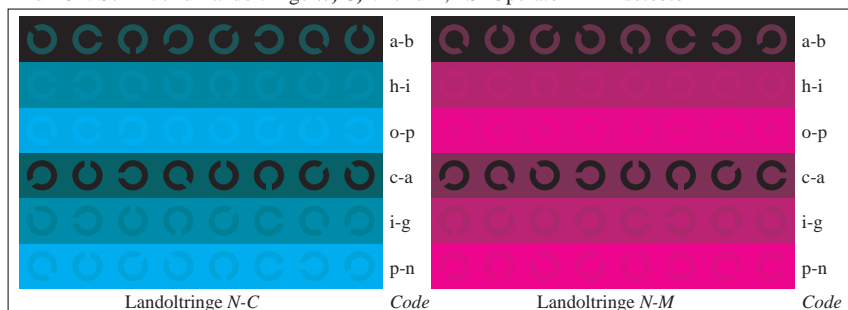 a-b a-b
h-i h-i
o-p o-p
c-a c-a
i-g i-g
p-n p-n
Landoltringe N-C Code Landoltringe N-M Code